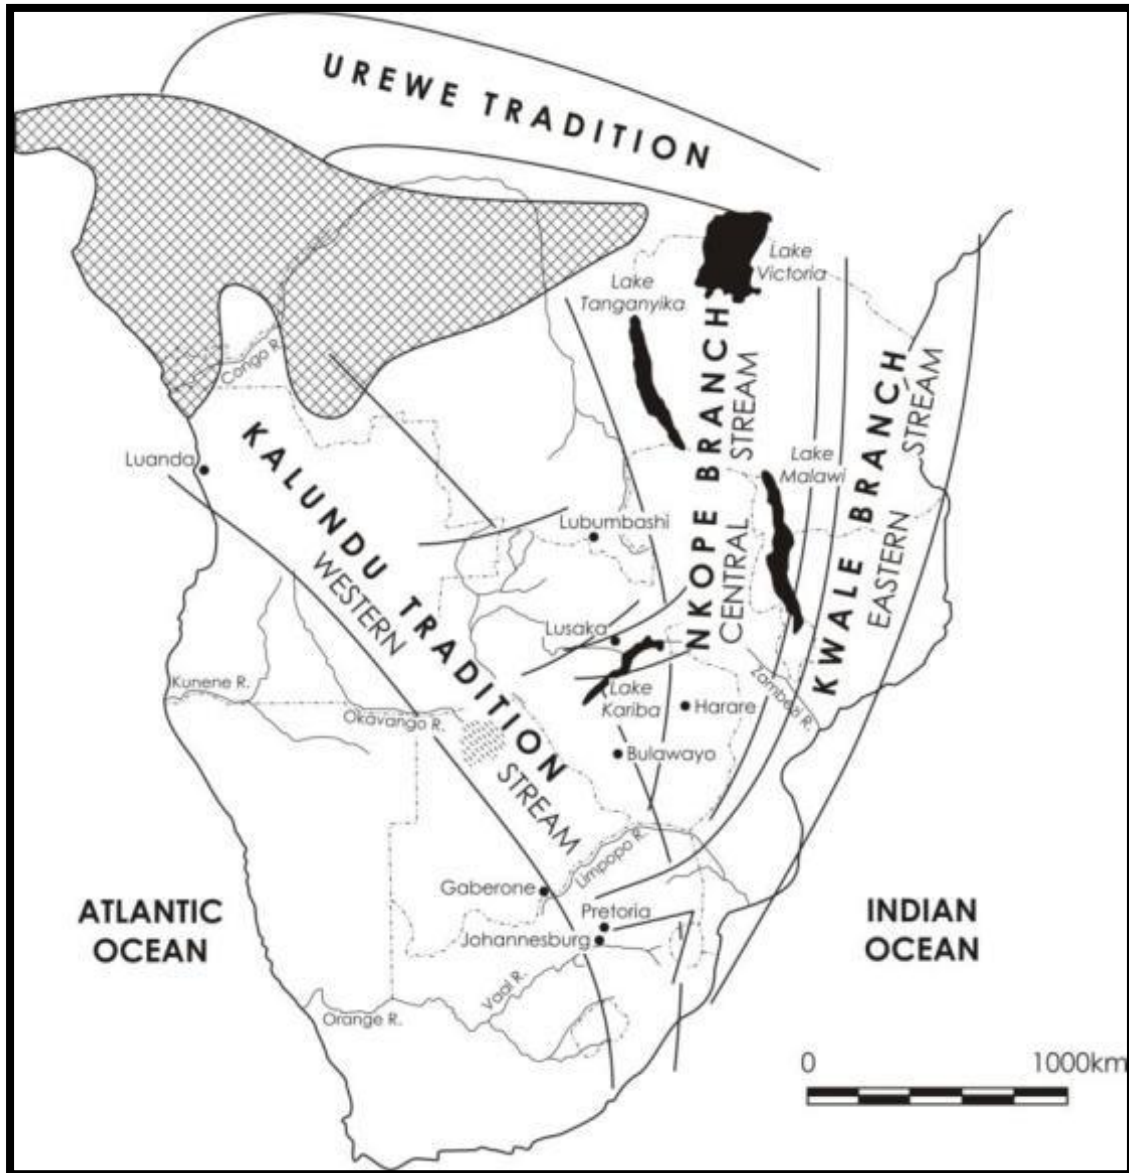 UREWE TRADITION
Lake
Victoria
Lake
Tanganyika
Congo R.
NKOPE BRANCH
CENTRAL STREAM
KWALE BRANCH
EASTERN STREAM
KALUNDU TRADITION
WESTERN STREAM
Luanda
Lake
Malawi
Lubumbashi
Lusaka
Kunene R.
Okavango R.
Lake
Kariba
Harare
Zambezi R.
Bulawayo
Limpopo R.
Gaberone
Pretoria
Johannesburg
Vaal R.
Orange R.
ATLANTIC
OCEAN
INDIAN
OCEAN
0 1000km